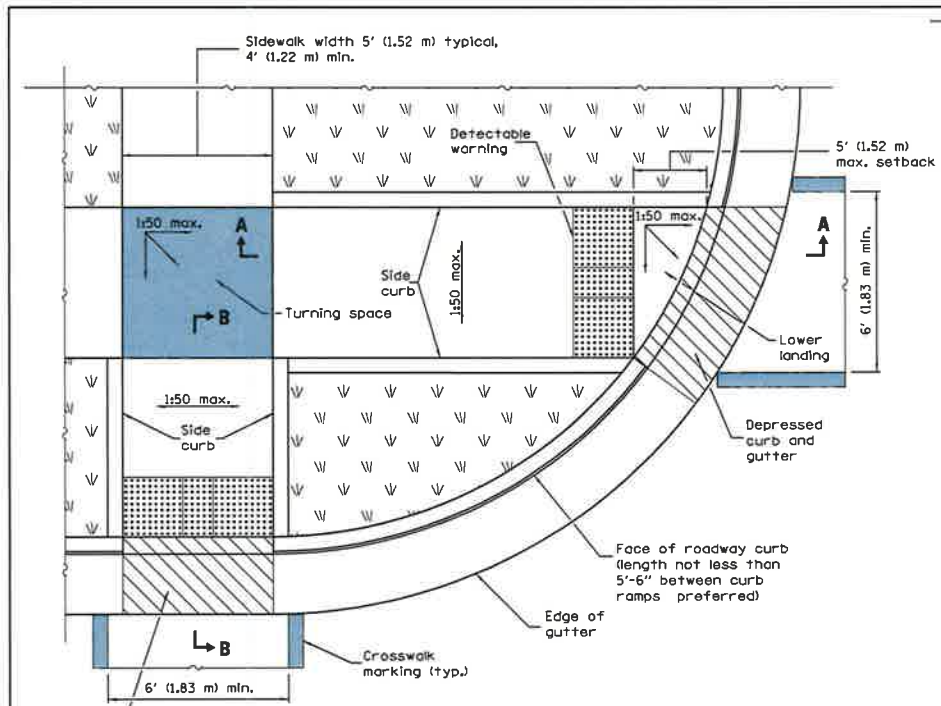 Sidewalk width 5' (1.52 m) typical,
4' (1.22 m) min.
Detectable
warning
5' (1.52 m)
max. setback
1:50 max.
A
1:50 max.
A
Side
curb
1:50 max.
6' (1.83 m) min.
B
Turning space
Lower
landing
1:50 max.
Side
curb
Depressed
curb and
gutter
Face of roadway curb
(length not less than
5'-6" between curb
ramps preferred)
Edge of
gutter
B
Crosswalk
marking (typ.)
6' (1.83 m) min.